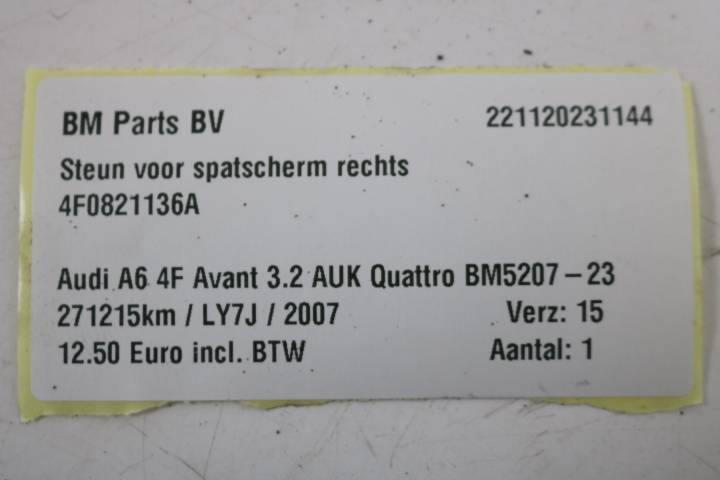 BM Parts BV 221120231144
Steun voor spatscherm rechts
4F0821136A
Audi A6 4F Avant 3.2 AUK Quattro BM5207-23
271215km / LY7J / 2007 Verz: 15
12.50 Euro incl. BTW Aantal: 1